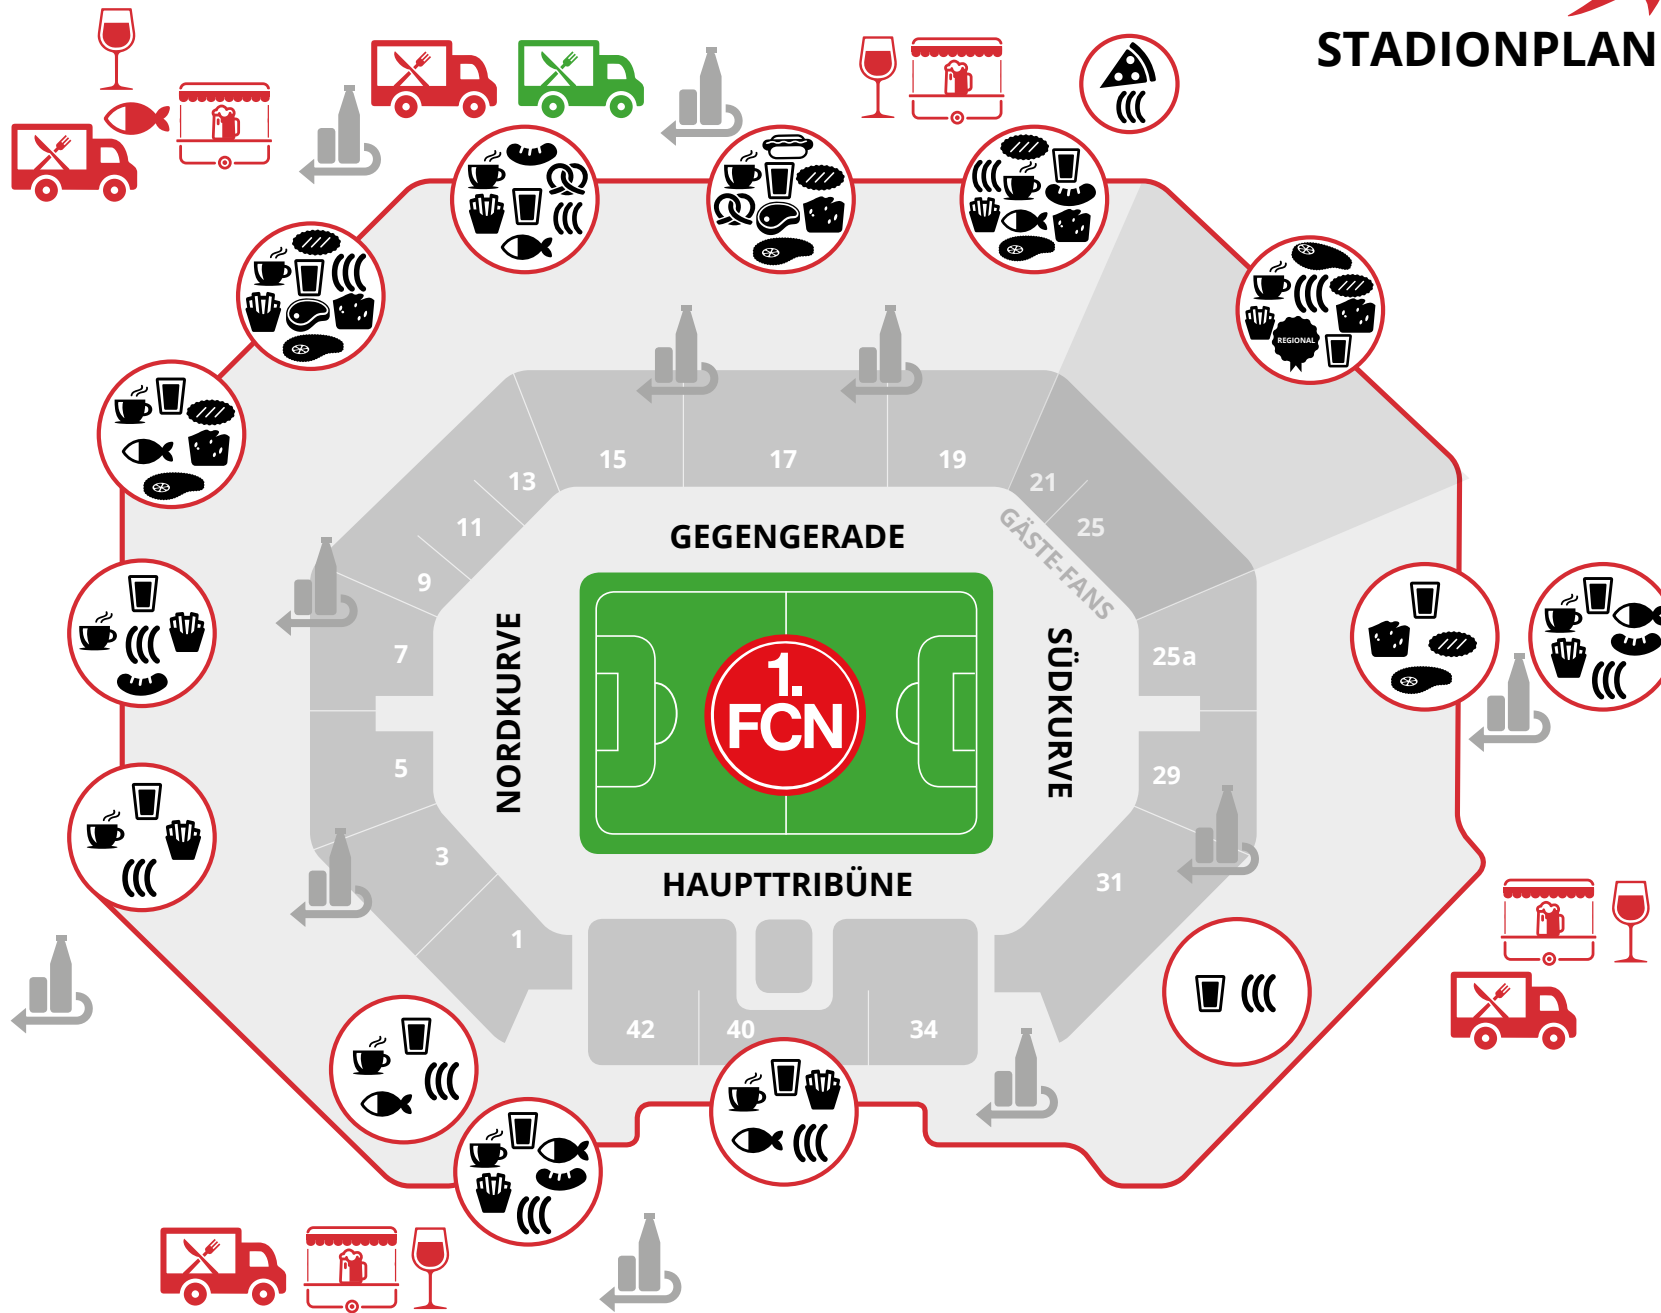 STADIONPLAN
REGIONAL
15
17
19
13
21
11
25
GEGENGERADE
GÄSTE-FANS
9
7
NORDKURVE
1.
FCN
SÜDKURVE
25a
5
29
3
HAUPTTRIBÜNE
31
1
42
40
34